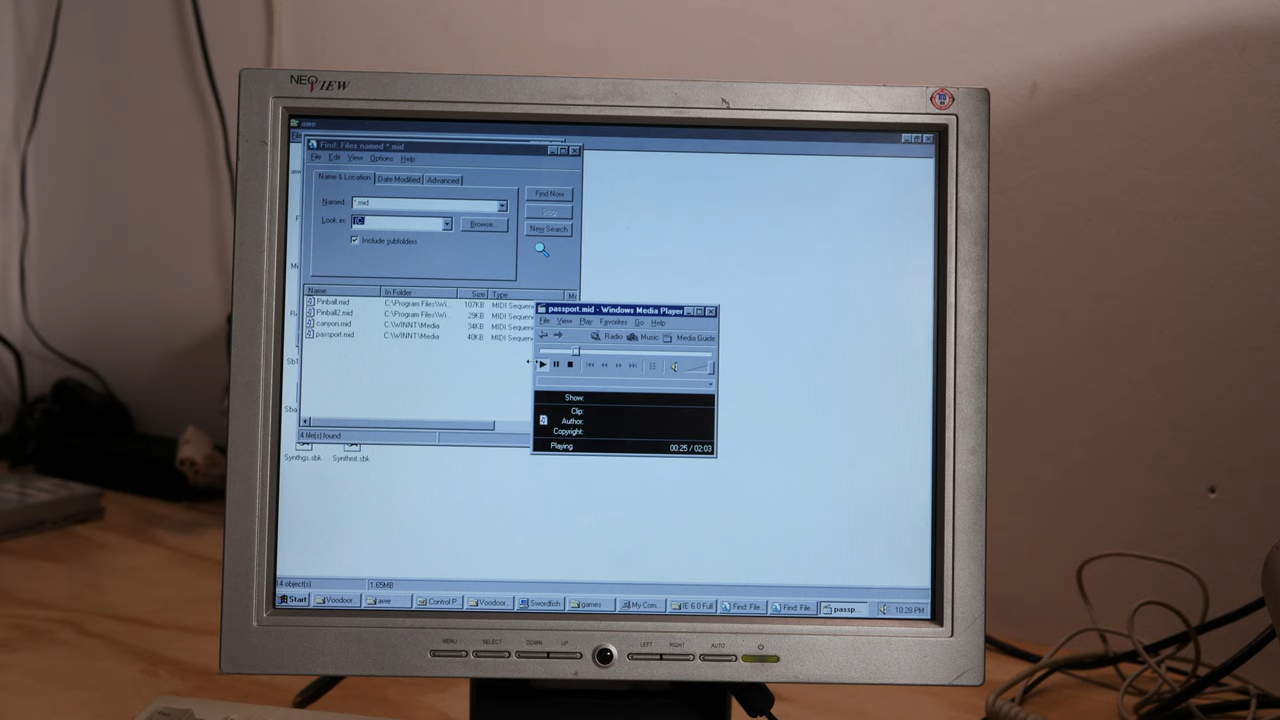 NEOVIEW
awe
Find: Files named *.mid
File Edit View Options Help
Name & Location Date Modified Advanced
Named: *.mid
Look in:
Browse...
Include subfolders
Find Now
Stop
New Search
Name In Folder Size Type
Pinball.mid C:\Program Files\Wi... 107KB MIDI Sequen
Pinball2.mid C:\Program Files\Wi... 29KB MIDI Sequen
canyon.mid C:\WINNT\Media 34KB MIDI Sequen
passport.mid C:\WINNT\Media 40KB MIDI Sequen
4 file(s) found
passport.mid - Windows Media Player
File View Play Favorites Go Help
Radio Music Media Guide
Show:
Clip:
Author:
Copyright:
Playing 00:25 / 02:03
Synthgs.sbk Synthmt.sbk
14 object(s) 1.65MB
Start Voodoor awe Control P... Voodoor Swordfish games My Com... IE 6.0 Full Find: File... Find: File... passp... 10:28 PM
MENU SELECT DOWN UP LEFT RIGHT AUTO